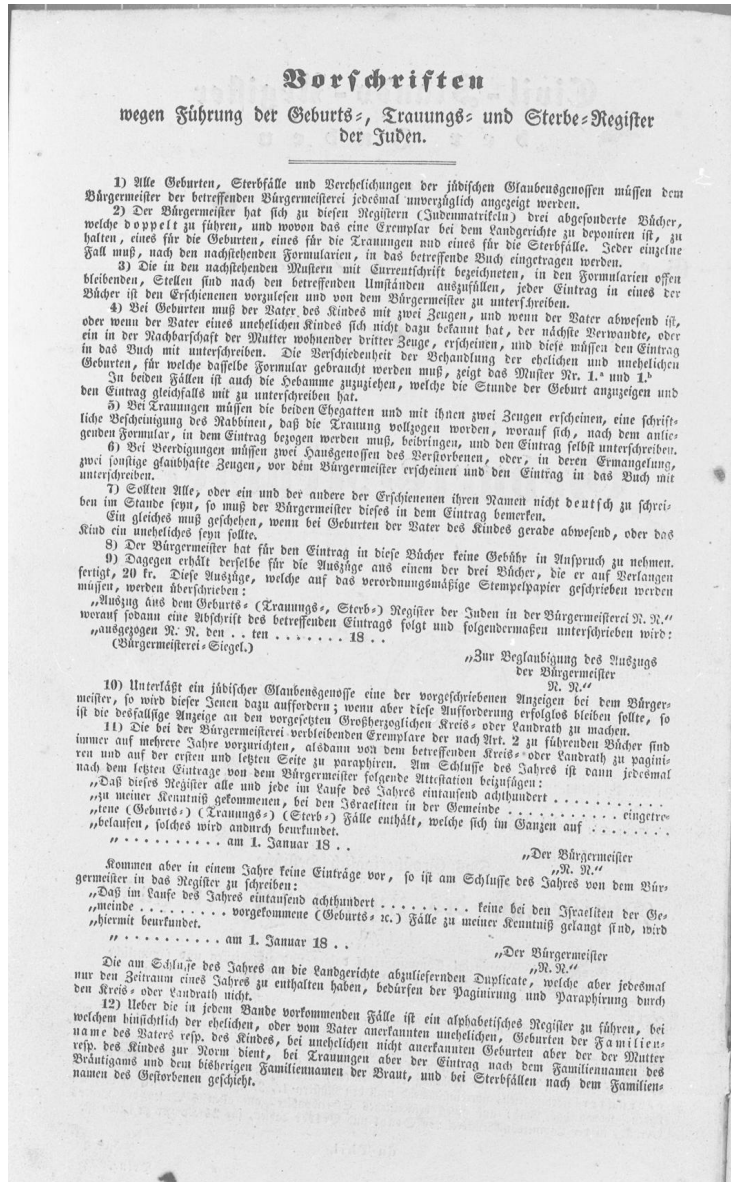 Vorschriften
wegen Führung der Geburts-, Trauungs- und Sterbe-Register
der Juden.
1) Alle Geburten, Sterbfälle und Verehelichungen der jüdischen Glaubensgenossen müssen dem
Bürgermeister der betreffenden Bürgermeisterei jedesmal unverzüglich angezeigt werden.
2) Der Bürgermeister hat sich zu diesen Registern (Judenmatrikeln) drei abgesonderte Bücher,
welche doppelt zu führen, und wovon das eine Exemplar bei dem Landgerichte zu deponiren ist, zu
halten, eines für die Geburten, eines für die Trauungen und eines für die Sterbfälle. Jeder einzelne
Fall muß, nach den nachstehenden Formularien, in das betreffende Buch eingetragen werden.
3) Die in den nachstehenden Mustern mit Currentschrift bezeichneten, in den Formularien offen
bleibenden, Stellen sind nach den betreffenden Umständen auszufüllen, jeder Eintrag in eines der
Bücher ist den Erschienenen vorzulesen und von dem Bürgermeister zu unterschreiben.
4) Bei Geburten muß der Vater des Kindes mit zwei Zeugen, und wenn der Vater abwesend ist,
oder wenn der Vater eines unehelichen Kindes sich nicht dazu bekannt hat, der nächste Verwandte, oder
ein in der Nachbarschaft der Mutter wohnender dritter Zeuge, erscheinen, und diese müssen den Eintrag
in das Buch mit unterschreiben. Die Verschiedenheit der Behandlung der ehelichen und unehelichen
Geburten, für welche dasselbe Formular gebraucht werden muß, zeigt das Muster Nr. 1.a und 1.b
In beiden Fällen ist auch die Hebamme zuzuziehen, welche die Stunde der Geburt anzuzeigen und
den Eintrag gleichfalls mit zu unterschreiben hat.
5) Bei Trauungen müssen die beiden Ehegatten und mit ihnen zwei Zeugen erscheinen, eine schrift-
liche Bescheinigung des Rabbinen, daß die Trauung vollzogen worden, worauf sich, nach dem anlie-
genden Formular, in dem Eintrag bezogen werden muß, beibringen, und den Eintrag selbst unterschreiben.
6) Bei Beerdigungen müssen zwei Hausgenossen des Verstorbenen, oder, in deren Ermangelung,
zwei sonstige glaubhafte Zeugen, vor dem Bürgermeister erscheinen und den Eintrag in das Buch mit
unterschreiben.
7) Sollten Alle, oder ein und der andere der Erschienenen ihren Namen nicht deutsch zu schrei-
ben im Stande seyn, so muß der Bürgermeister dieses in dem Eintrag bemerken.
Ein gleiches muß geschehen, wenn bei Geburten der Vater des Kindes gerade abwesend, oder das
Kind ein uneheliches seyn sollte.
8) Der Bürgermeister hat für den Eintrag in diese Bücher keine Gebühr in Anspruch zu nehmen.
9) Dagegen erhält derselbe für die Auszüge aus einem der drei Bücher, die er auf Verlangen
fertigt, 20 kr. Diese Auszüge, welche auf das verordnungsmäßige Stempelpapier geschrieben werden
müssen, werden überschrieben:
„Auszug aus dem Geburts- (Trauungs-, Sterb-) Register der Juden in der Bürgermeisterei N. N.“
worauf sodann eine Abschrift des betreffenden Eintrags folgt und folgendermaßen unterschrieben wird:
„ausgezogen N. N. den . . ten . . . . . . . 18 . .
(Bürgermeisterei-Siegel.)
„Zur Beglaubigung des Auszugs
der Bürgermeister
N. N.“
10) Unterläßt ein jüdischer Glaubensgenosse eine der vorgeschriebenen Anzeigen bei dem Bürger-
meister, so wird dieser Jenen dazu auffordern; wenn aber diese Aufforderung erfolglos bleiben sollte, so
ist die desfallsige Anzeige an den vorgesetzten Großherzoglichen Kreis- oder Landrath zu machen.
11) Die bei der Bürgermeisterei verbleibenden Exemplare der nach Art. 2 zu führenden Bücher sind
immer auf mehrere Jahre vorzurichten, alsdann von dem betreffenden Kreis- oder Landrath zu pagini-
ren und auf der ersten und letzten Seite zu paraphiren. Am Schlusse des Jahres ist dann jedesmal
nach dem letzten Eintrage von dem Bürgermeister folgende Attestation beizufügen:
„Daß dieses Register alle und jede im Laufe des Jahres eintausend achthundert . . . . . . . . . .
„zu meiner Kenntniß gekommenen, bei den Israeliten in der Gemeinde . . . . . . . . . . eingetre-
„tene (Geburts-) (Trauungs-) (Sterb-) Fälle enthält, welche sich im Ganzen auf . . . . . . .
„belaufen, solches wird andurch beurkundet.
„ . . . . . . . . . . am 1. Januar 18 . .
„Der Bürgermeister
„N. N.“
Kommen aber in einem Jahre keine Einträge vor, so ist am Schlusse des Jahres von dem Bür-
germeister in das Register zu schreiben:
„Daß im Laufe des Jahres eintausend achthundert . . . . . . . . . keine bei den Israeliten der Ge-
„meinde . . . . . . . . . vorgekommene (Geburts- ꝛc.) Fälle zu meiner Kenntniß gelangt sind, wird
„hiermit beurkundet.
„ . . . . . . . . . . am 1. Januar 18 . .
„Der Bürgermeister
„N. N.“
Die am Schlusse des Jahres an die Landgerichte abzuliefernden Duplicate, welche aber jedesmal
nur den Zeitraum eines Jahres zu enthalten haben, bedürfen der Paginirung und Paraphirung durch
den Kreis- oder Landrath nicht.
12) Ueber die in jedem Bande vorkommenden Fälle ist ein alphabetisches Register zu führen, bei
welchem hinsichtlich der ehelichen, oder vom Vater anerkannten unehelichen, Geburten der Familien-
name des Vaters resp. des Kindes, bei unehelichen nicht anerkannten Geburten aber der der Mutter
resp. des Kindes zur Norm dient, bei Trauungen aber der Eintrag nach dem Familiennamen des
Bräutigams und dem bisherigen Familiennamen der Braut, und bei Sterbfällen nach dem Familien-
namen des Gestorbenen geschieht.